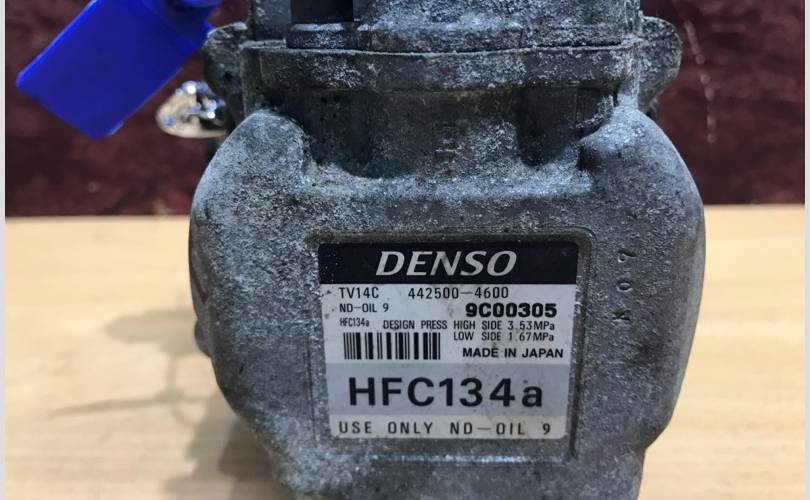 DENSO
TV14C 442500-4600
ND-OIL 9 9C00305
HFC134a DESIGN PRESS HIGH SIDE 3.53MPa
LOW SIDE 1.67MPa
MADE IN JAPAN
HFC134a
USE ONLY ND-OIL 9